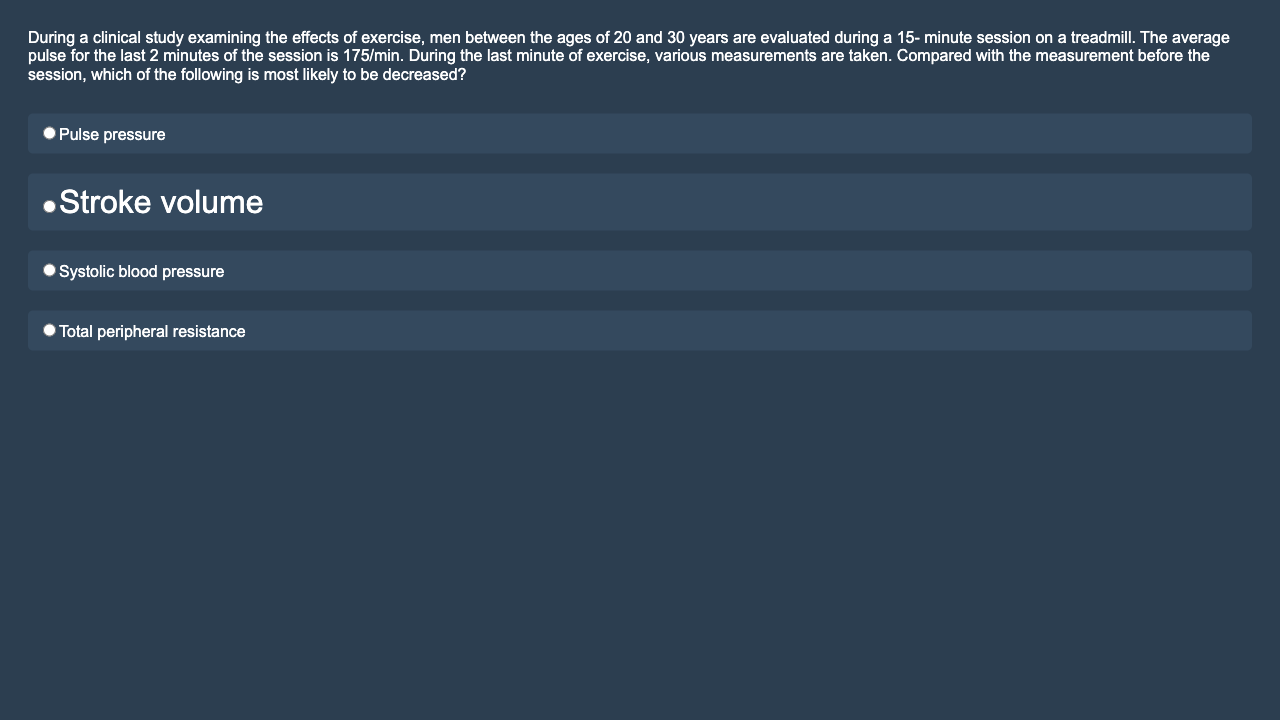 During a clinical study examining the effects of exercise, men between the ages of 20 and 30 years are evaluated during a 15- minute session on a treadmill. The average
pulse for the last 2 minutes of the session is 175/min. During the last minute of exercise, various measurements are taken. Compared with the measurement before the
session, which of the following is most likely to be decreased?
Pulse pressure
Stroke volume
Systolic blood pressure
Total peripheral resistance